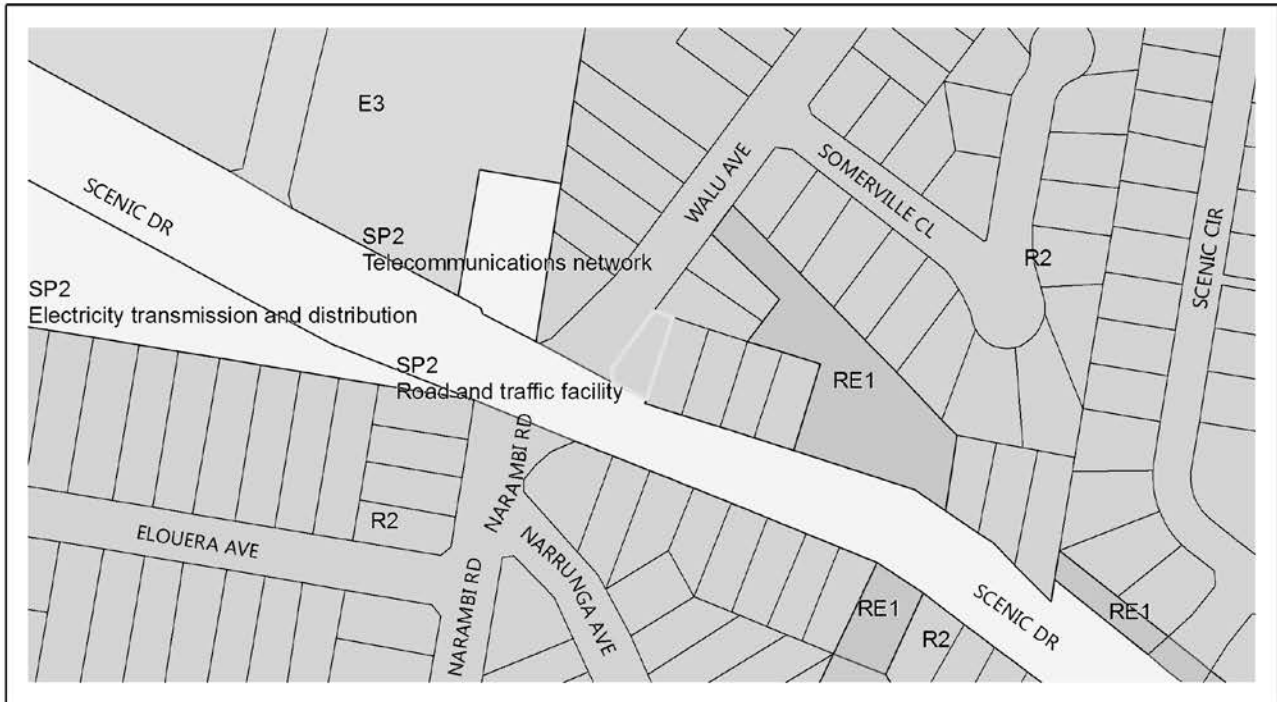 E3
WALU AVE
SOMERVILLE CL
SCENIC DR
SCENIC CIR
SP2
Telecommunications network
R2
SP2
Electricity transmission and distribution
SP2
Road and traffic facility
RE1
NARAMBI RD
R2
ELOUERA AVE
NARRUNGA AVE
NARAMBI RD
RE1
R2
SCENIC DR
RE1